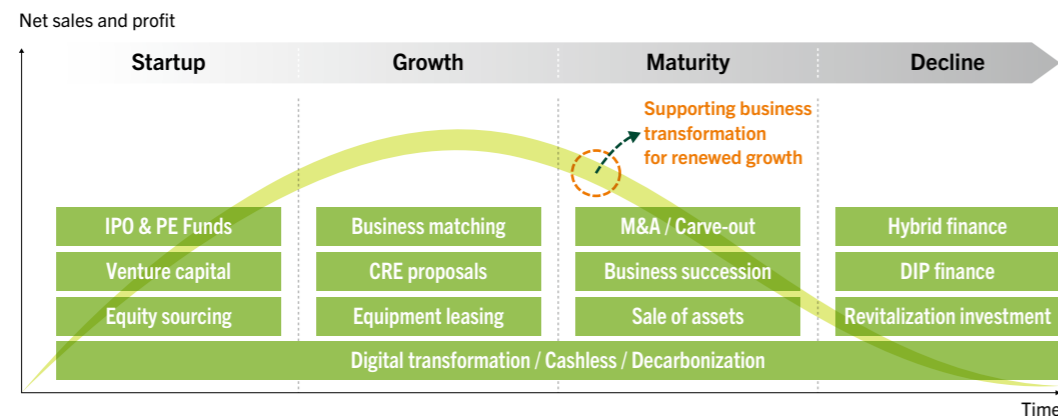 Net sales and profit
Startup
Growth
Maturity
Decline
Supporting business
transformation
for renewed growth
IPO & PE Funds
Business matching
M&A / Carve-out
Hybrid finance
Venture capital
CRE proposals
Business succession
DIP finance
Equity sourcing
Equipment leasing
Sale of assets
Revitalization investment
Digital transformation / Cashless / Decarbonization
Time